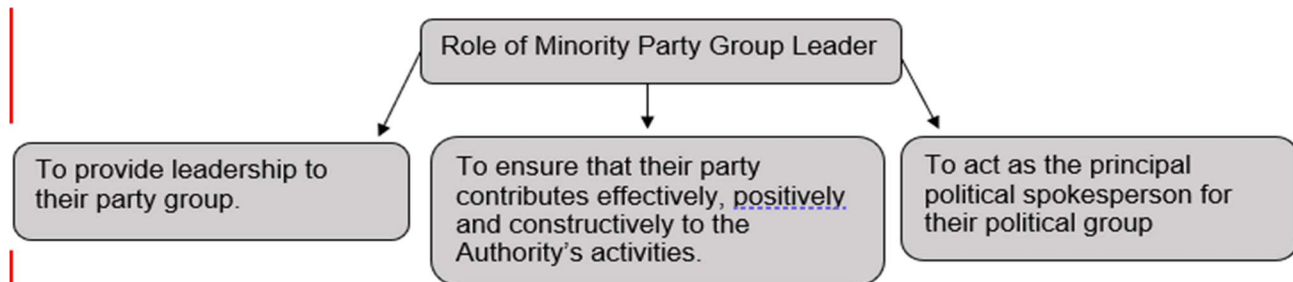 Role of Minority Party Group Leader
To provide leadership to
their party group.
To ensure that their party
contributes effectively, positively
and constructively to the
Authority’s activities.
To act as the principal
political spokesperson for
their political group